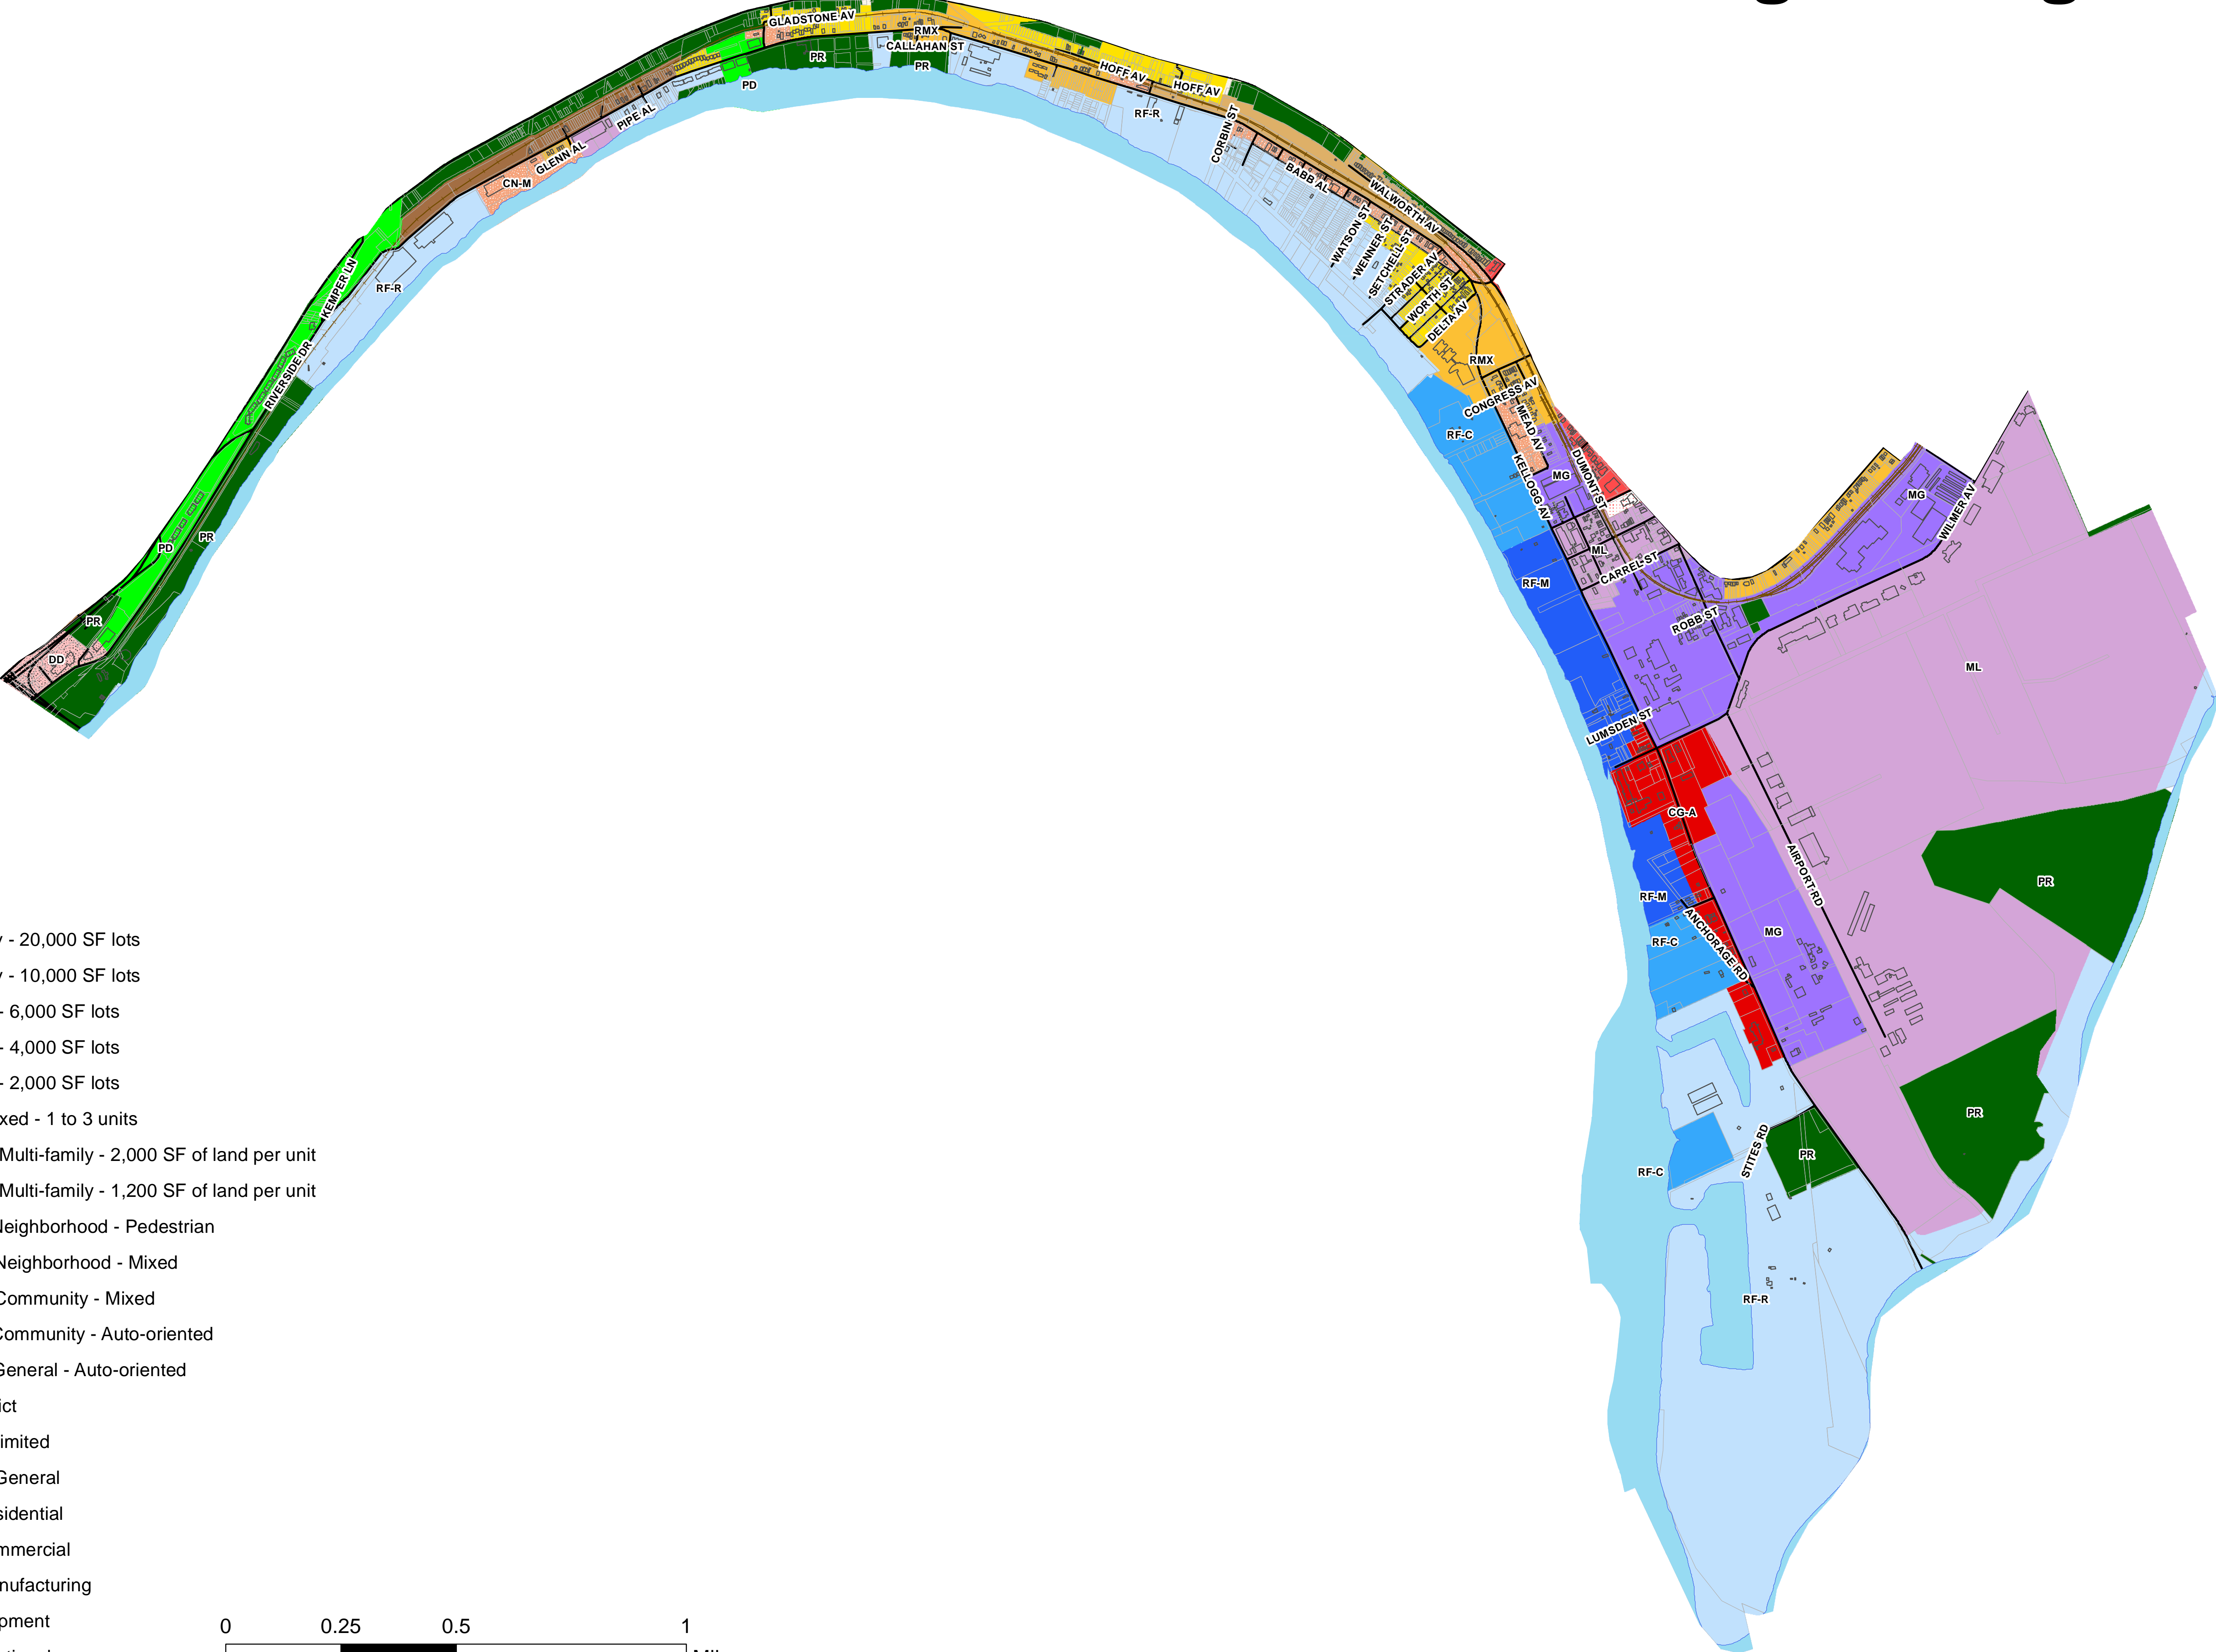 GLADSTONE AV
RMX
CALLAHAN ST
PR
PR
PD
HOFF AV
HOFF AV
RF-R
PIPE AL
GLENN AL
CN-M
CORBIN ST
BABB AL
WALWORTH AV
WATSON ST
WENNER ST
SETCHELL ST
STRADER AV
WORTH ST
DELTA AV
KEMPER LN
RF-R
RIVERSIDE DR
RMX
CONGRESS AV
MEAD AV
RF-C
KELLOGG AV
MG
DUMONT ST
MG
WILMER AV
PR
PD
ML
CARREL ST
RF-M
ROBB ST
PR
DD
ML
LUMSDEN ST
CG-A
AIRPORT RD
PR
RF-M
ANCHORAGE RD
MG
RF-C
PR
STITES RD
PR
RF-C
RF-R
- 20,000 SF lots
- 10,000 SF lots
- 6,000 SF lots
- 4,000 SF lots
- 2,000 SF lots
xed - 1 to 3 units
Multi-family - 2,000 SF of land per unit
Multi-family - 1,200 SF of land per unit
Neighborhood - Pedestrian
Neighborhood - Mixed
Community - Mixed
Community - Auto-oriented
General - Auto-oriented
ict
imited
General
sidential
mmercial
nufacturing
pment
0 0.25 0.5 1